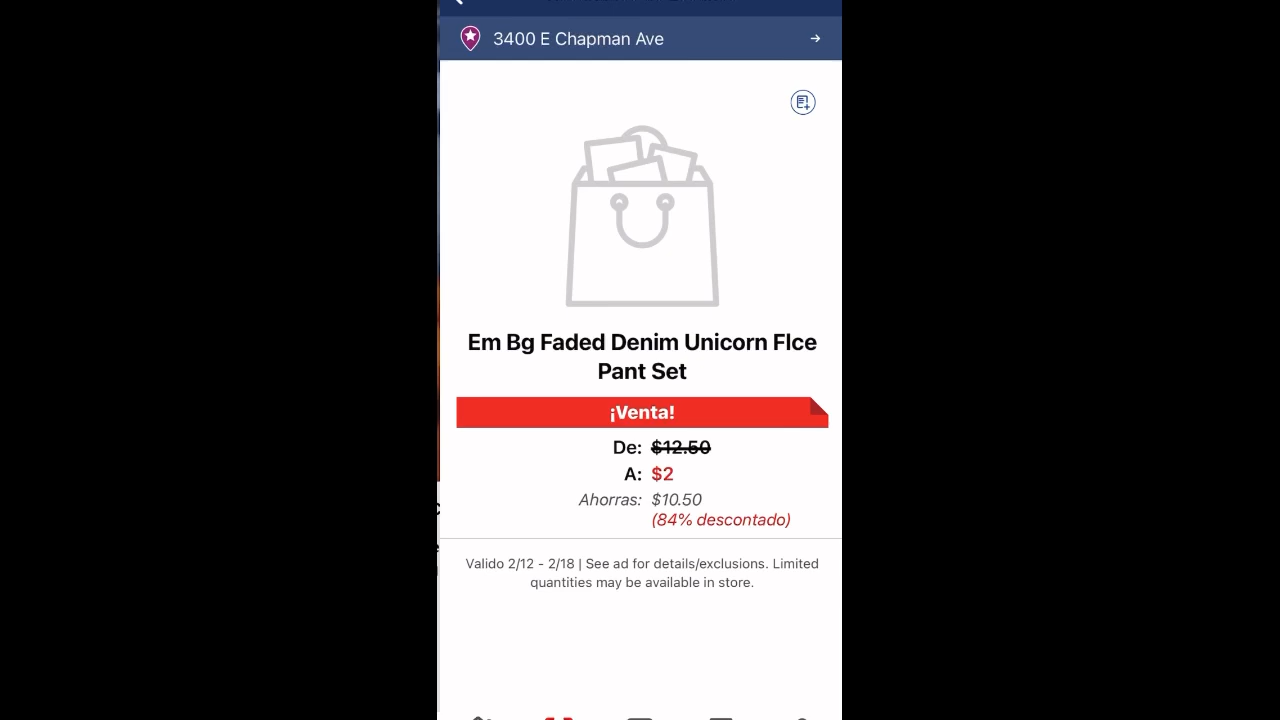 3400 E Chapman Ave
Em Bg Faded Denim Unicorn Flce
Pant Set
¡Venta!
De: $12.50
A: $2
Ahorras: $10.50
(84% descontado)
Valido 2/12 - 2/18 | See ad for details/exclusions. Limited
quantities may be available in store.